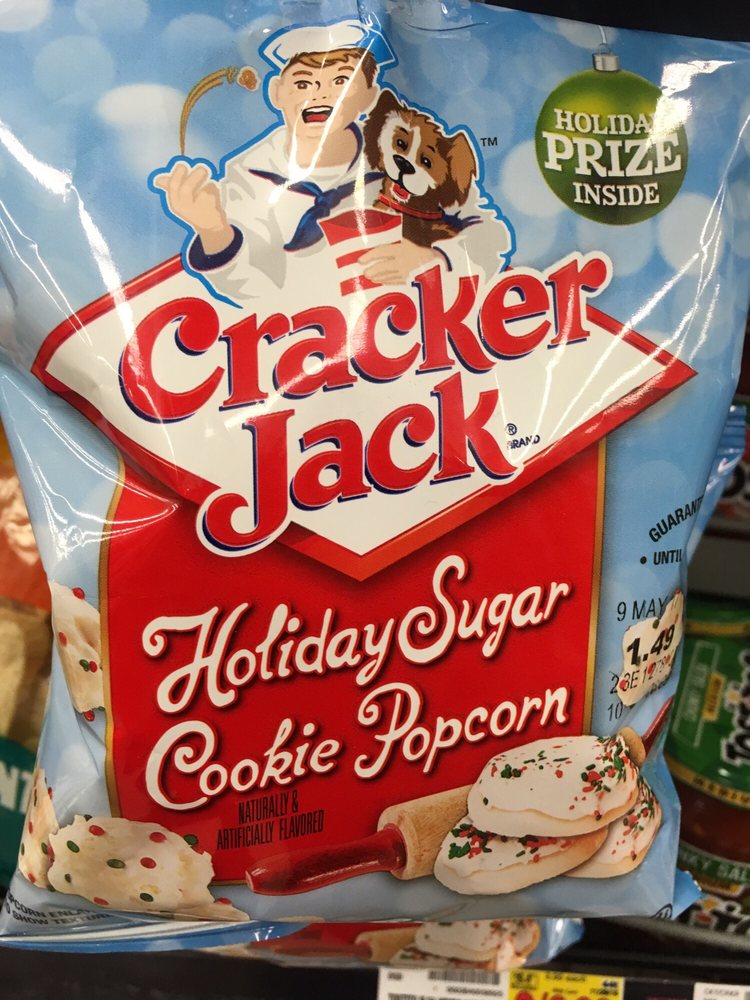 HOLIDAY
PRIZE
INSIDE
TM
Cracker
Jack
®
BRAND
GUARAN
• UNTIL
9 MAY
1.49
Holiday Sugar
Cookie Popcorn
NATURALLY &
ARTIFICIALLY FLAVORED